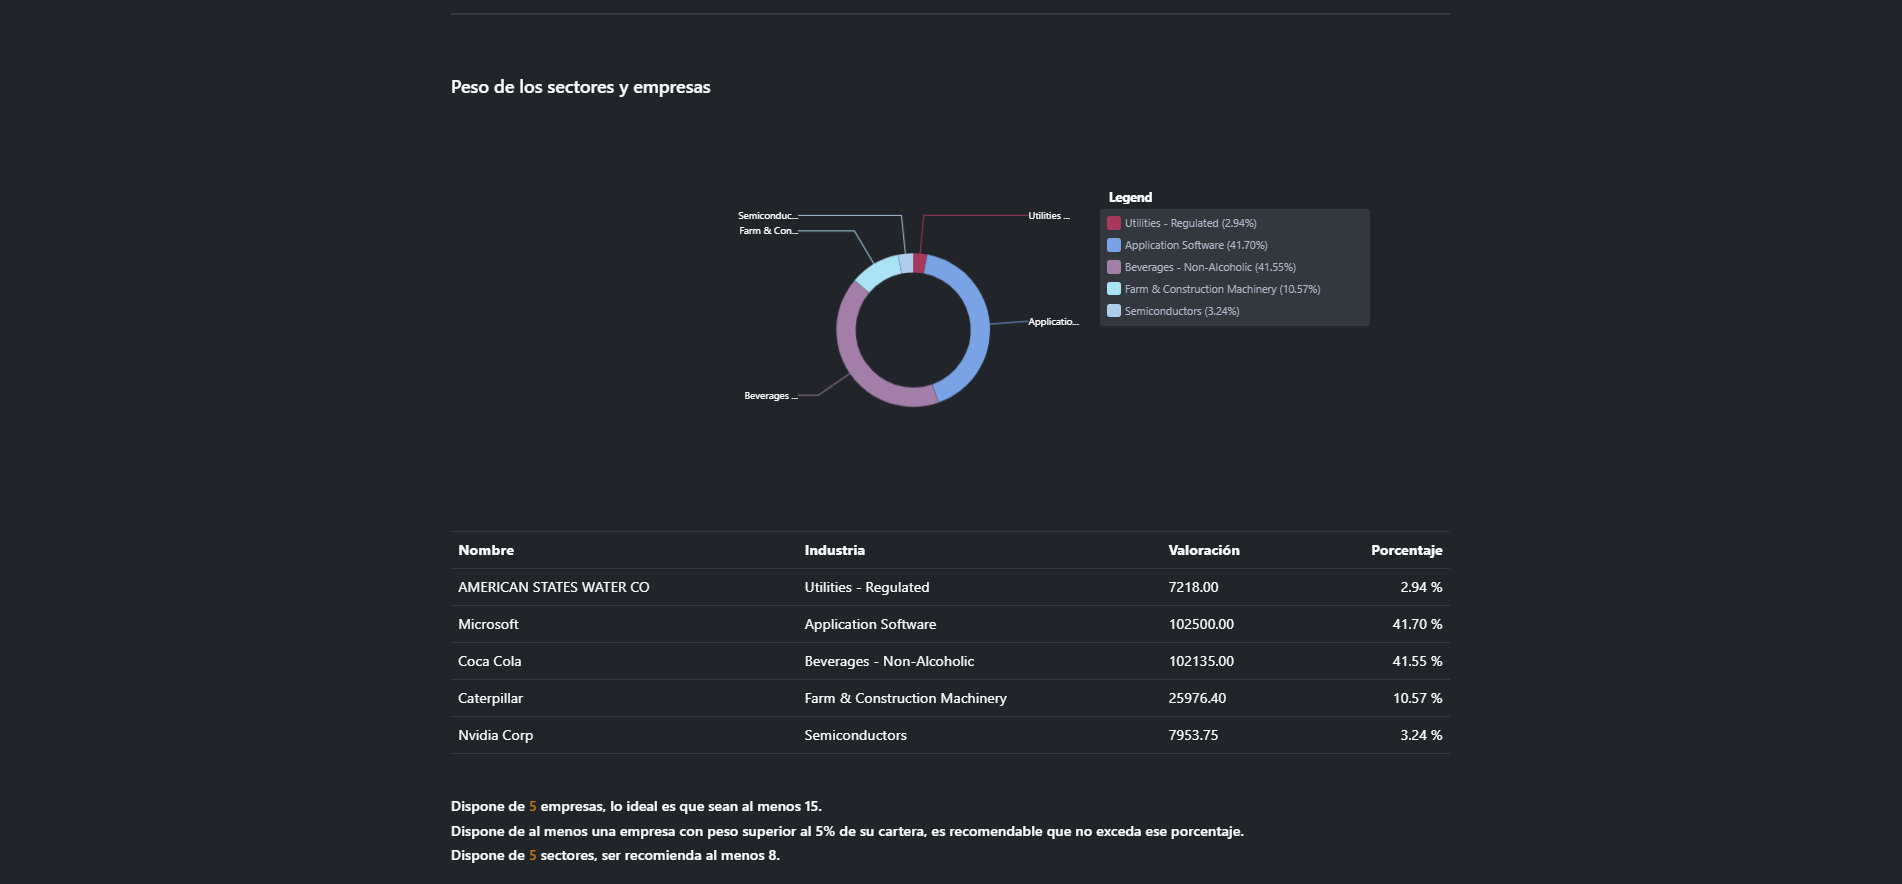 Peso de los sectores y empresas
Legend
Semiconduc...
Utilities ...
Utilities - Regulated (2.94%)
Farm & Con...
Application Software (41.70%)
Beverages - Non-Alcoholic (41.55%)
Farm & Construction Machinery (10.57%)
Semiconductors (3.24%)
Applicatio...
Beverages ...
Nombre Industria Valoración Porcentaje
AMERICAN STATES WATER CO Utilities - Regulated 7218.00 2.94 %
Microsoft Application Software 102500.00 41.70 %
Coca Cola Beverages - Non-Alcoholic 102135.00 41.55 %
Caterpillar Farm & Construction Machinery 25976.40 10.57 %
Nvidia Corp Semiconductors 7953.75 3.24 %
Dispone de 5 empresas, lo ideal es que sean al menos 15.
Dispone de al menos una empresa con peso superior al 5% de su cartera, es recomendable que no exceda ese porcentaje.
Dispone de 5 sectores, ser recomienda al menos 8.